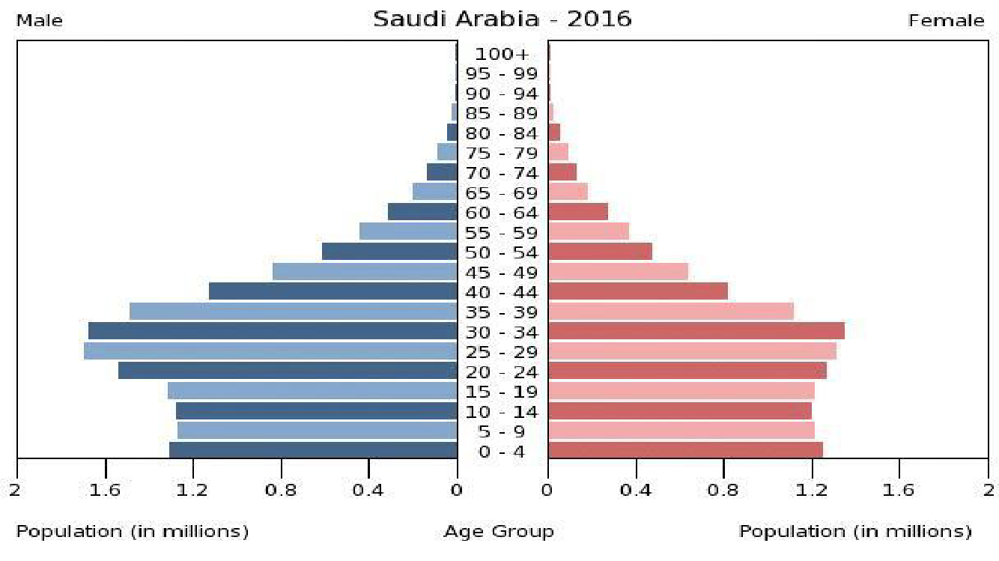 Male Saudi Arabia - 2016 Female
100+
95 - 99
90 - 94
85 - 89
80 - 84
75 - 79
70 - 74
65 - 69
60 - 64
55 - 59
50 - 54
45 - 49
40 - 44
35 - 39
30 - 34
25 - 29
20 - 24
15 - 19
10 - 14
5 - 9
0 - 4
2 1.6 1.2 0.8 0.4 0 0 0.4 0.8 1.2 1.6 2
Population (in millions) Age Group Population (in millions)